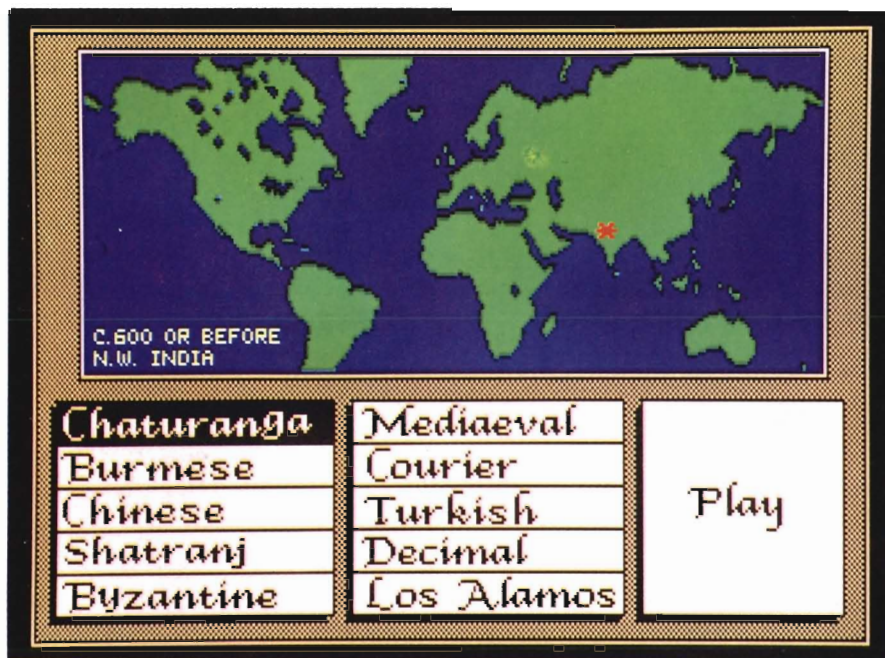 C.600 OR BEFORE
N.W. INDIA
Chaturanga
Burmese
Chinese
Shatranj
Byzantine
Mediaeval
Courier
Turkish
Decimal
Los Alamos
Play